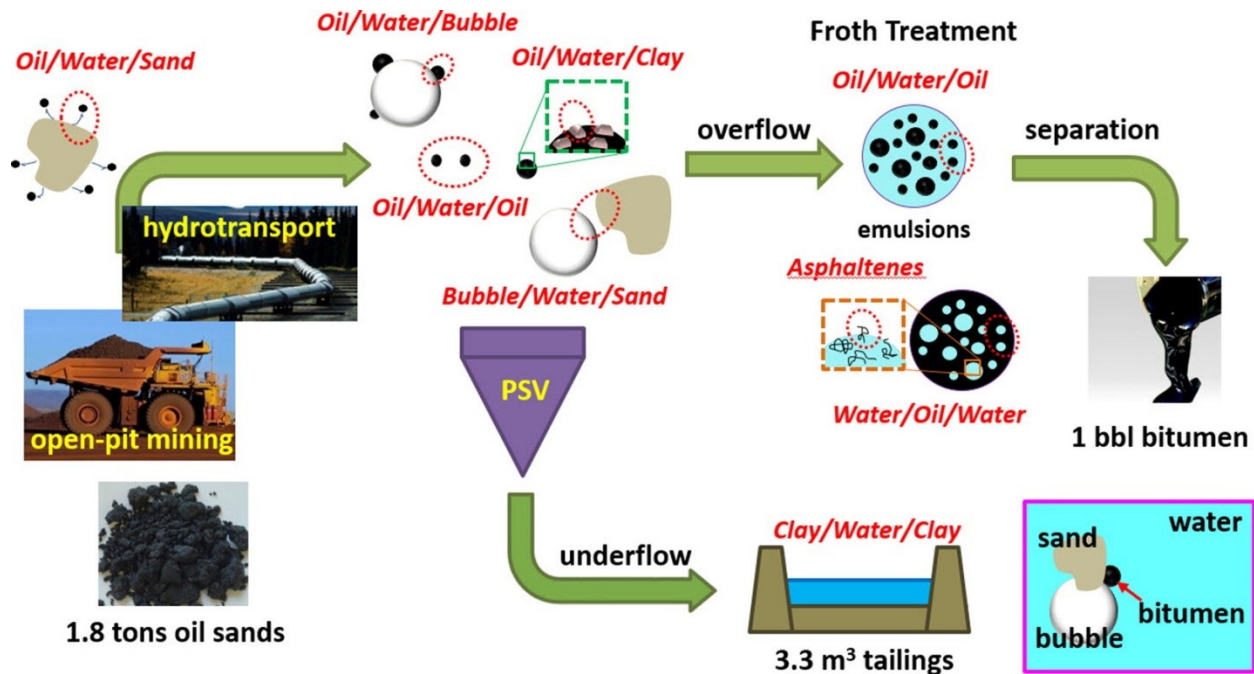 Oil/Water/Sand
hydrotransport
open-pit mining
1.8 tons oil sands
Oil/Water/Bubble
Oil/Water/Clay
Oil/Water/Oil
Bubble/Water/Sand
PSV
overflow
Froth Treatment
Oil/Water/Oil
emulsions
Asphaltenes
Water/Oil/Water
separation
1 bbl bitumen
underflow
Clay/Water/Clay
3.3 m³ tailings
water
sand
bitumen
bubble